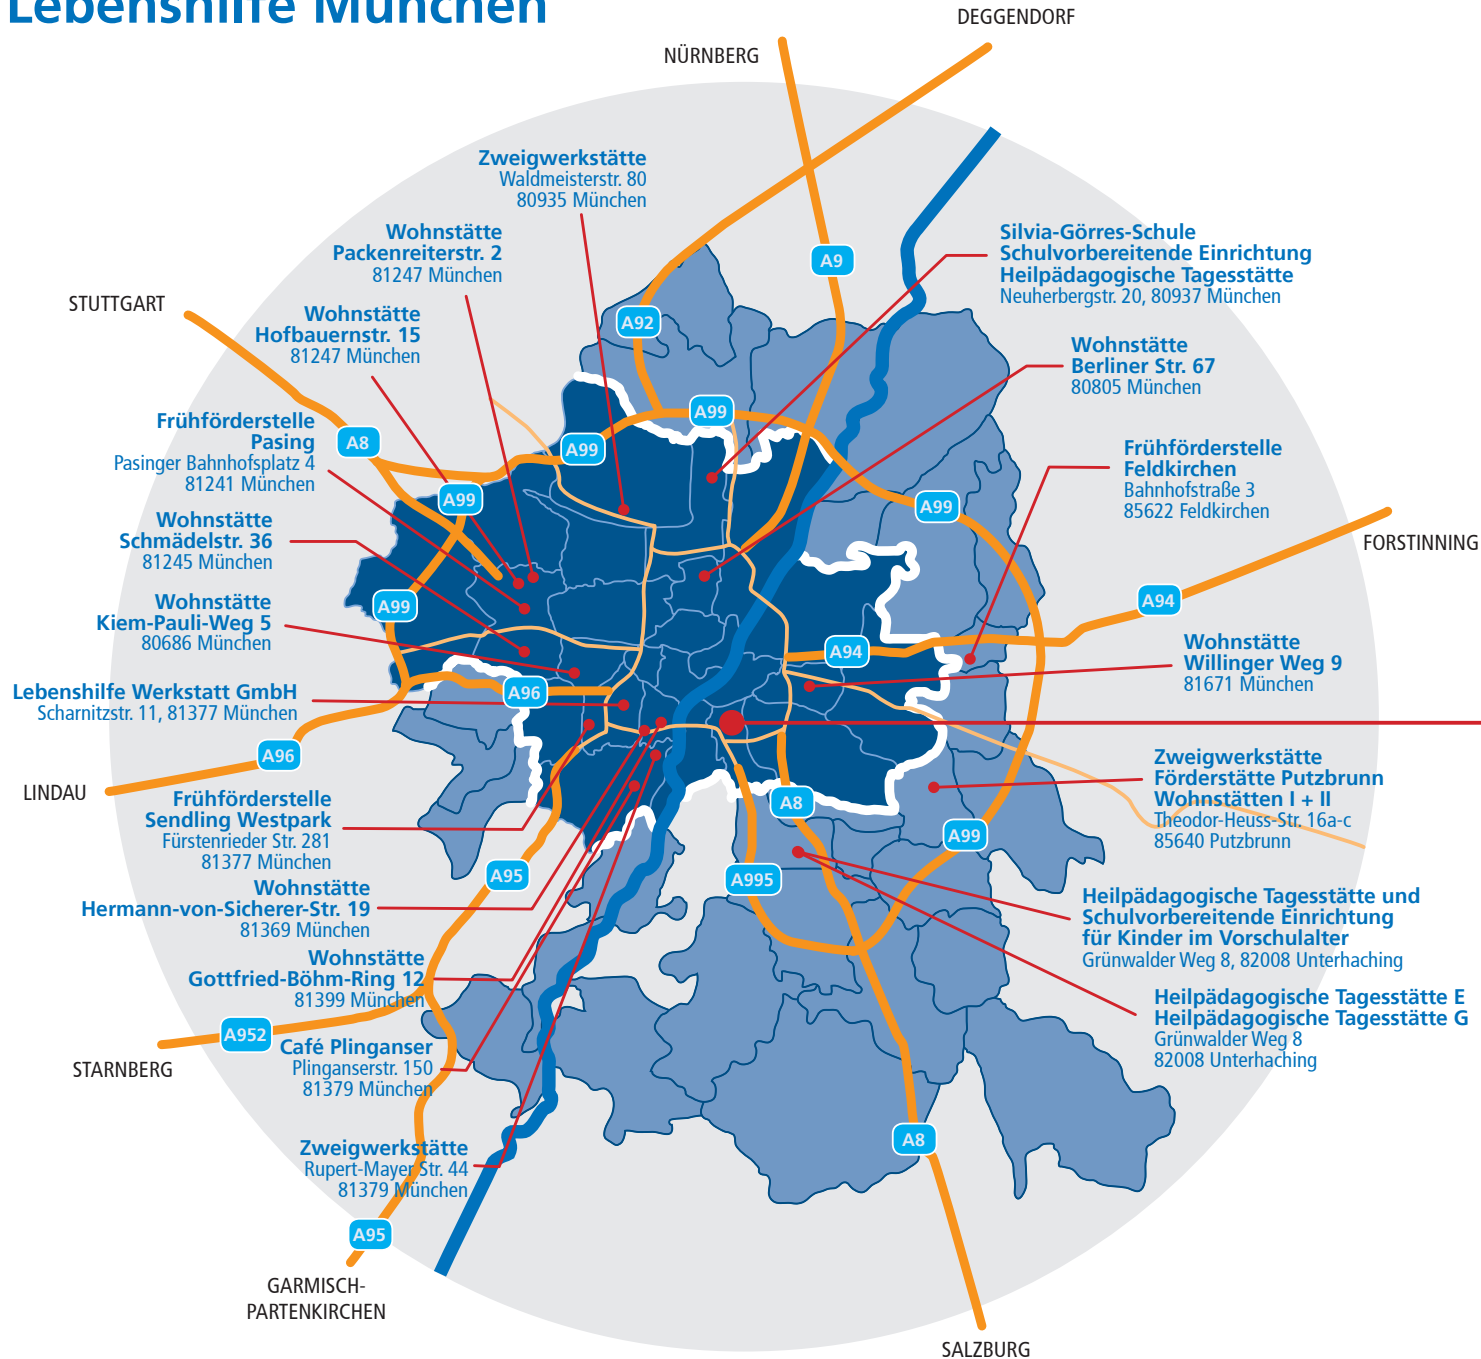 Lebenshilfe München
DEGGENDORF
NÜRNBERG
Zweigwerkstätte
Waldmeisterstr. 80
80935 München
Wohnstätte
Packenreiterstr. 2
81247 München
Silvia-Görres-Schule
Schulvorbereitende Einrichtung
Heilpädagogische Tagesstätte
Neuherbergstr. 20, 80937 München
A9
STUTTGART
Wohnstätte
Hofbauernstr. 15
81247 München
A92
Wohnstätte
Berliner Str. 67
80805 München
A99
Frühförderstelle
Pasing
Pasinger Bahnhofsplatz 4
81241 München
A8
A99
A99
A99
Frühförderstelle
Feldkirchen
Bahnhofstraße 3
85622 Feldkirchen
Wohnstätte
Schmädelstr. 36
81245 München
FORSTINNING
A99
A94
Wohnstätte
Kiem-Pauli-Weg 5
80686 München
A94
Wohnstätte
Willinger Weg 9
81671 München
Lebenshilfe Werkstatt GmbH
Scharnitzstr. 11, 81377 München
A96
A96
LINDAU
Zweigwerkstätte
Förderstätte Putzbrunn
Wohnstätten I + II
Theodor-Heuss-Str. 16a-c
85640 Putzbrunn
Frühförderstelle
Sendling Westpark
Fürstenrieder Str. 281
81377 München
A8
A99
A95
A995
Wohnstätte
Hermann-von-Sicherer-Str. 19
81369 München
Heilpädagogische Tagesstätte und
Schulvorbereitende Einrichtung
für Kinder im Vorschulalter
Grünwalder Weg 8, 82008 Unterhaching
Wohnstätte
Gottfried-Böhm-Ring 12
81399 München
Heilpädagogische Tagesstätte E
Heilpädagogische Tagesstätte G
Grünwalder Weg 8
82008 Unterhaching
A952
STARNBERG
Café Plinganser
Plinganserstr. 150
81379 München
Zweigwerkstätte
Rupert-Mayer Str. 44
81379 München
A8
A95
GARMISCH-
PARTENKIRCHEN
SALZBURG